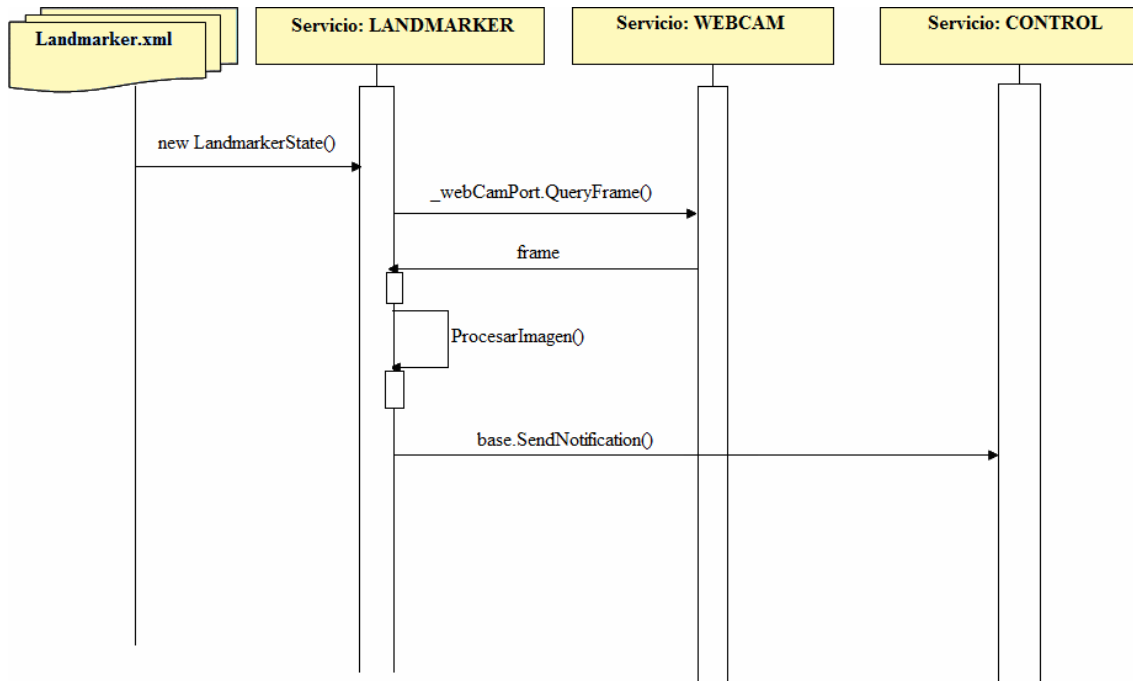 Landmarker.xml
Servicio: LANDMARKER
Servicio: WEBCAM
Servicio: CONTROL
new LandmarkerState()
_webCamPort.QueryFrame()
frame
ProcesarImagen()
base.SendNotification()